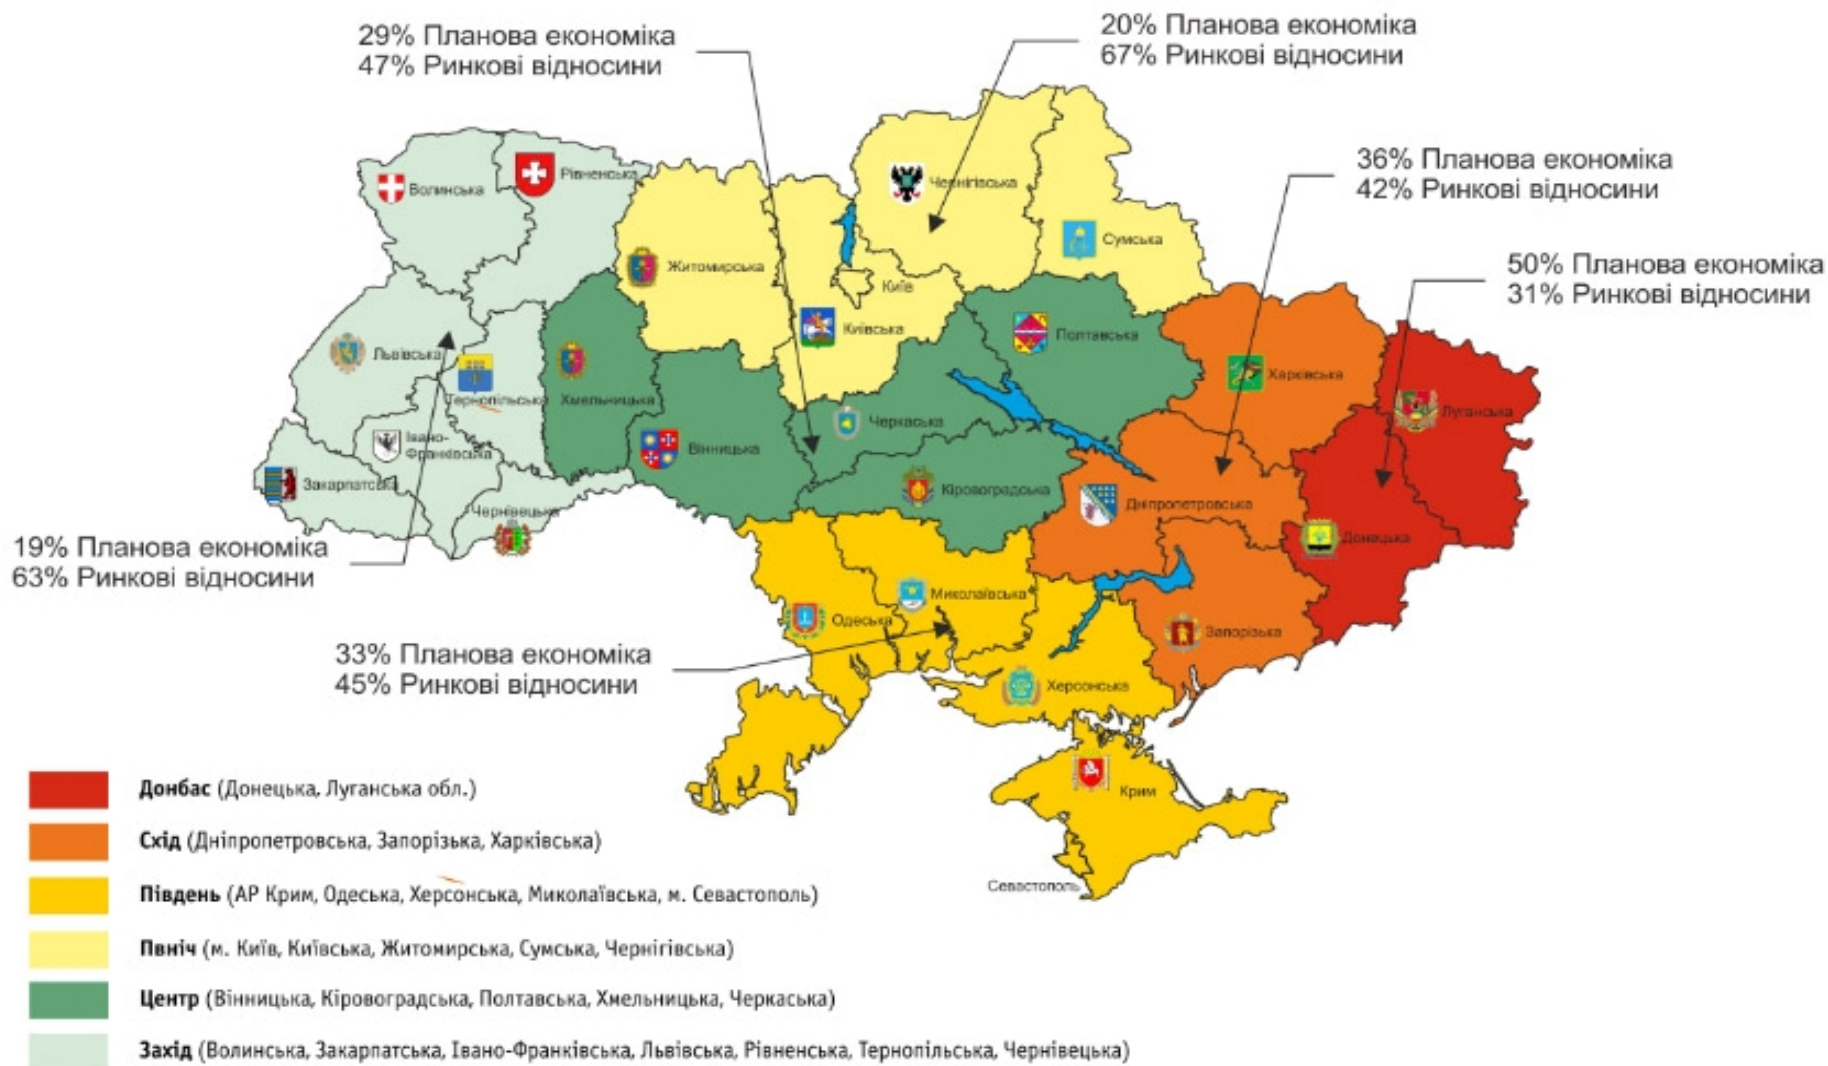 29% Планова економіка
47% Ринкові відносини
20% Планова економіка
67% Ринкові відносини
36% Планова економіка
42% Ринкові відносини
50% Планова економіка
31% Ринкові відносини
Волинська
Рівненська
Чернігівська
Сумська
Житомирська
Київ
Київська
Полтавська
Львівська
Тернопільська
Хмельницька
Харківська
Луганська
Черкаська
Вінницька
Івано-
Франківська
Закарпатська
Кіровоградська
Дніпропетровська
Чернівецька
Донецька
19% Планова економіка
63% Ринкові відносини
Миколаївська
Одеська
Запорізька
33% Планова економіка
45% Ринкові відносини
Херсонська
Крим
Севастополь
Донбас (Донецька, Луганська обл.)
Схід (Дніпропетровська, Запорізька, Харківська)
Південь (АР Крим, Одеська, Херсонська, Миколаївська, м. Севастополь)
Пвніч (м. Київ, Київська, Житомирська, Сумська, Чернігівська)
Центр (Вінницька, Кіровоградська, Полтавська, Хмельницька, Черкаська)
Захід (Волинська, Закарпатська, Івано-Франківська, Львівська, Рівненська, Тернопільська, Чернівецька)